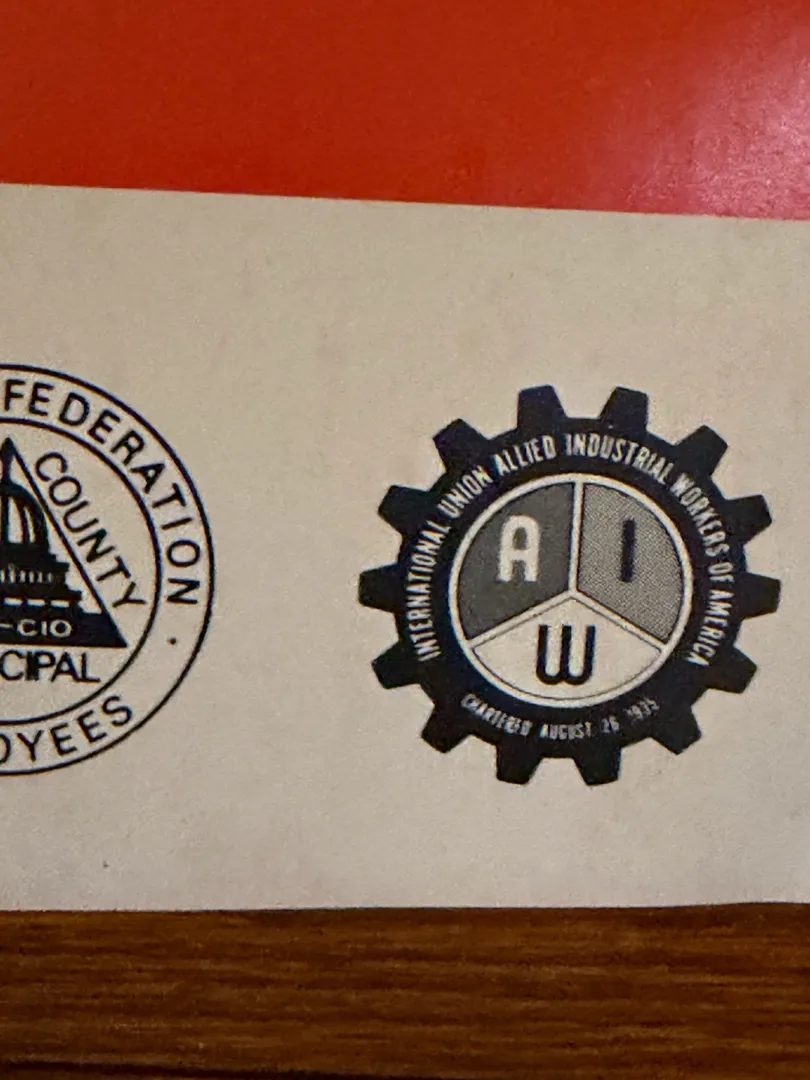 FEDERATION
COUNTY
-CIO
CIPAL
OYEES
INTERNATIONAL UNION ALLIED INDUSTRIAL WORKERS OF AMERICA
A I
W
CHARTERED AUGUST 26 1935